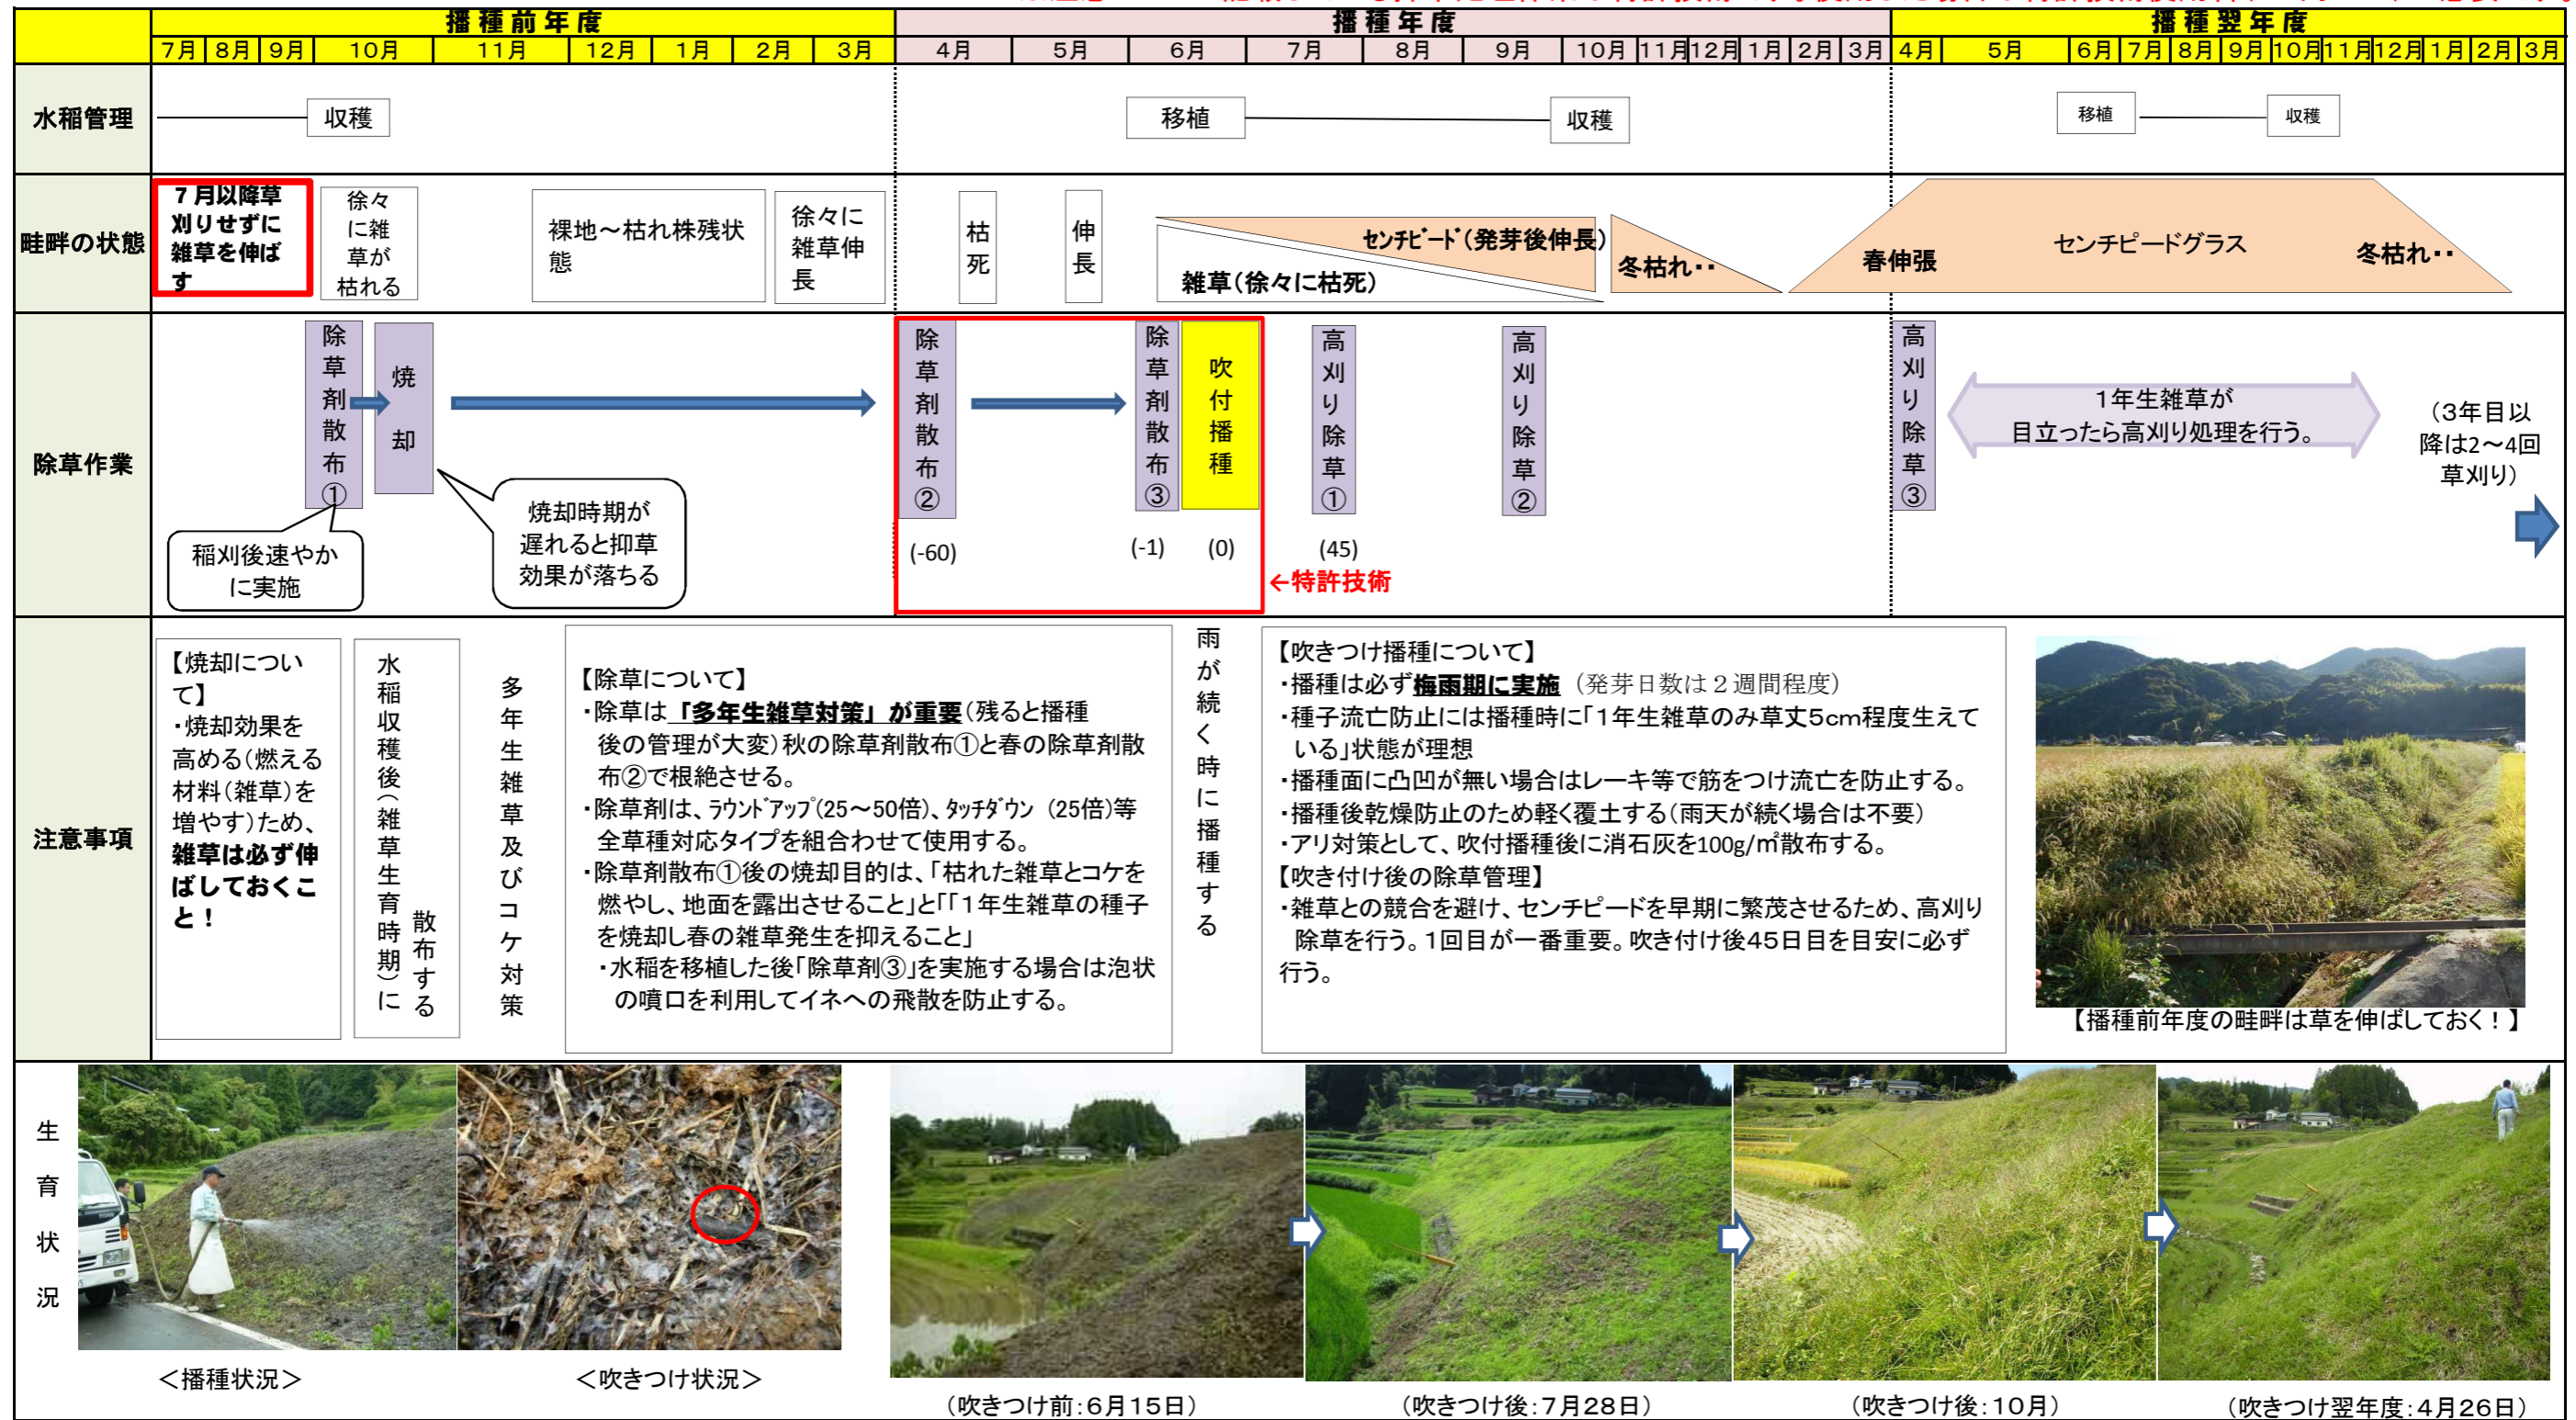 播種前年度
播種年度
播種翌年度
7月 8月 9月 10月 11月 12月 1月 2月 3月 4月 5月 6月 7月 8月 9月 10月 11月 12月 1月 2月 3月 4月 5月 6月 7月 8月 9月 10月 11月 12月 1月 2月 3月
水稲管理
収穫
移植
収穫
移植
収穫
畦畔の状態
7月以降草
刈りせずに
雑草を伸ば
す
徐々
に雑
草が
枯れる
裸地～枯れ株残状
態
徐々に
雑草伸
長
枯死
伸長
センチピード(発芽後伸長)
雑草(徐々に枯死)
冬枯れ・・
春伸張
センチピードグラス
冬枯れ・・
除草作業
除草剤散布①
焼却
稲刈後速やか
に実施
焼却時期が
遅れると抑草
効果が落ちる
除草剤散布②
(-60)
除草剤散布③
(-1)
吹付播種
(0)
←特許技術
高刈り除草①
(45)
高刈り除草②
高刈り除草③
1年生雑草が
目立ったら高刈り処理を行う。
(3年目以
降は2～4回
草刈り)
注意事項
【焼却につい
て】
・焼却効果を
高める(燃える
材料(雑草)を
増やす)ため、
雑草は必ず伸
ばしておくこ
と！
水稲収穫後(雑草生育時期)に
散布する
多年生雑草及びコケ対策
【除草について】
・除草は「多年生雑草対策」が重要(残ると播種
後の管理が大変)秋の除草剤散布①と春の除草剤散
布②で根絶させる。
・除草剤は、ラウンドアップ(25～50倍)、タッチダウン (25倍)等
全草種対応タイプを組合わせて使用する。
・除草剤散布①後の焼却目的は、「枯れた雑草とコケを
燃やし、地面を露出させること」と「「1年生雑草の種子
を焼却し春の雑草発生を抑えること」
・水稲を移植した後「除草剤③」を実施する場合は泡状
の噴口を利用してイネへの飛散を防止する。
雨が続く時に播種する
【吹きつけ播種について】
・播種は必ず梅雨期に実施 (発芽日数は２週間程度)
・種子流亡防止には播種時に「1年生雑草のみ草丈5cm程度生えて
いる」状態が理想
・播種面に凸凹が無い場合はレーキ等で筋をつけ流亡を防止する。
・播種後乾燥防止のため軽く覆土する(雨天が続く場合は不要)
・アリ対策として、吹付播種後に消石灰を100g/㎡散布する。
【吹き付け後の除草管理】
・雑草との競合を避け、センチピードを早期に繁茂させるため、高刈り
除草を行う。1回目が一番重要。吹き付け後45日目を目安に必ず
行う。
【播種前年度の畦畔は草を伸ばしておく！】
生育状況
＜播種状況＞
＜吹きつけ状況＞
(吹きつけ前：6月15日)
(吹きつけ後：7月28日)
(吹きつけ後：10月)
(吹きつけ翌年度：4月26日)